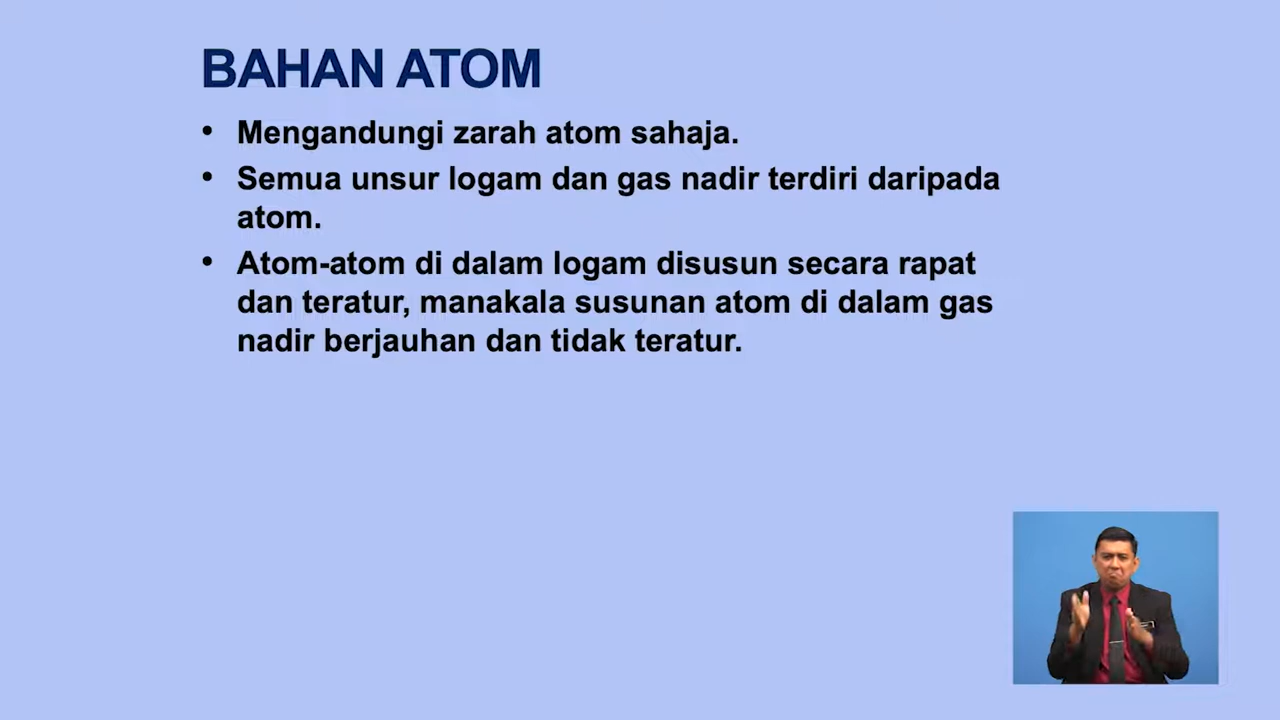 BAHAN ATOM
• Mengandungi zarah atom sahaja.
• Semua unsur logam dan gas nadir terdiri daripada
atom.
• Atom-atom di dalam logam disusun secara rapat
dan teratur, manakala susunan atom di dalam gas
nadir berjauhan dan tidak teratur.